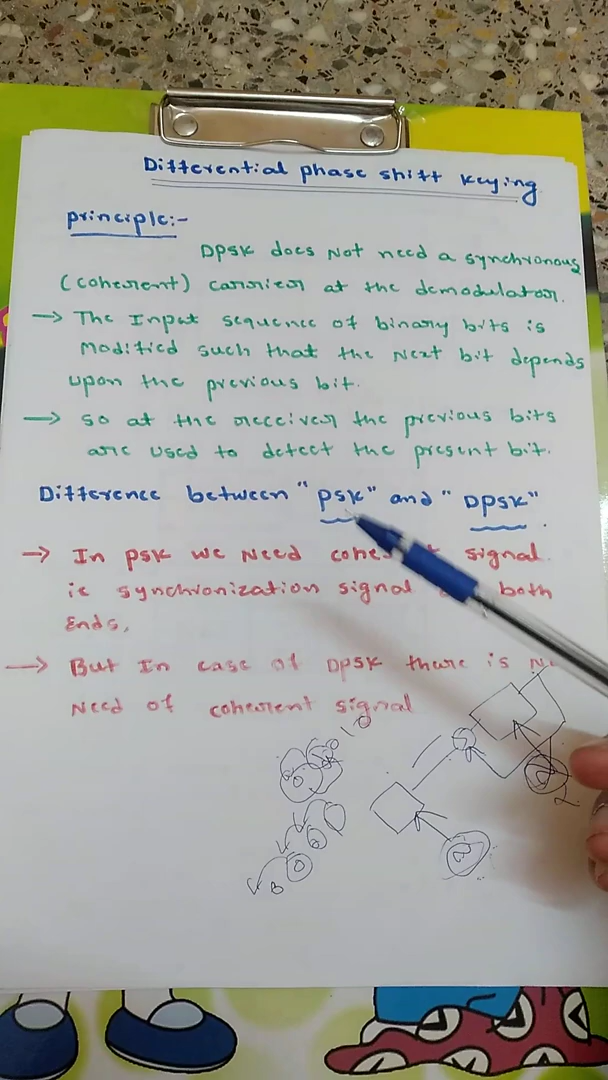 Differential phase shift keying
principle:-
DPSK does Not need a synchronous
(coherent) carrier at the demodulator.
→ The Input sequence of binary bits is
Modified such that the Next bit depends
upon the previous bit.
→ so at the receiver the previous bits
are used to detect the present bit.
Difference between "PSK" and "DPSK".
→ In PSK we Need signal
ie synchronization signal both
Ends,
→ But In case of DPSK there is
Need of coherent signal